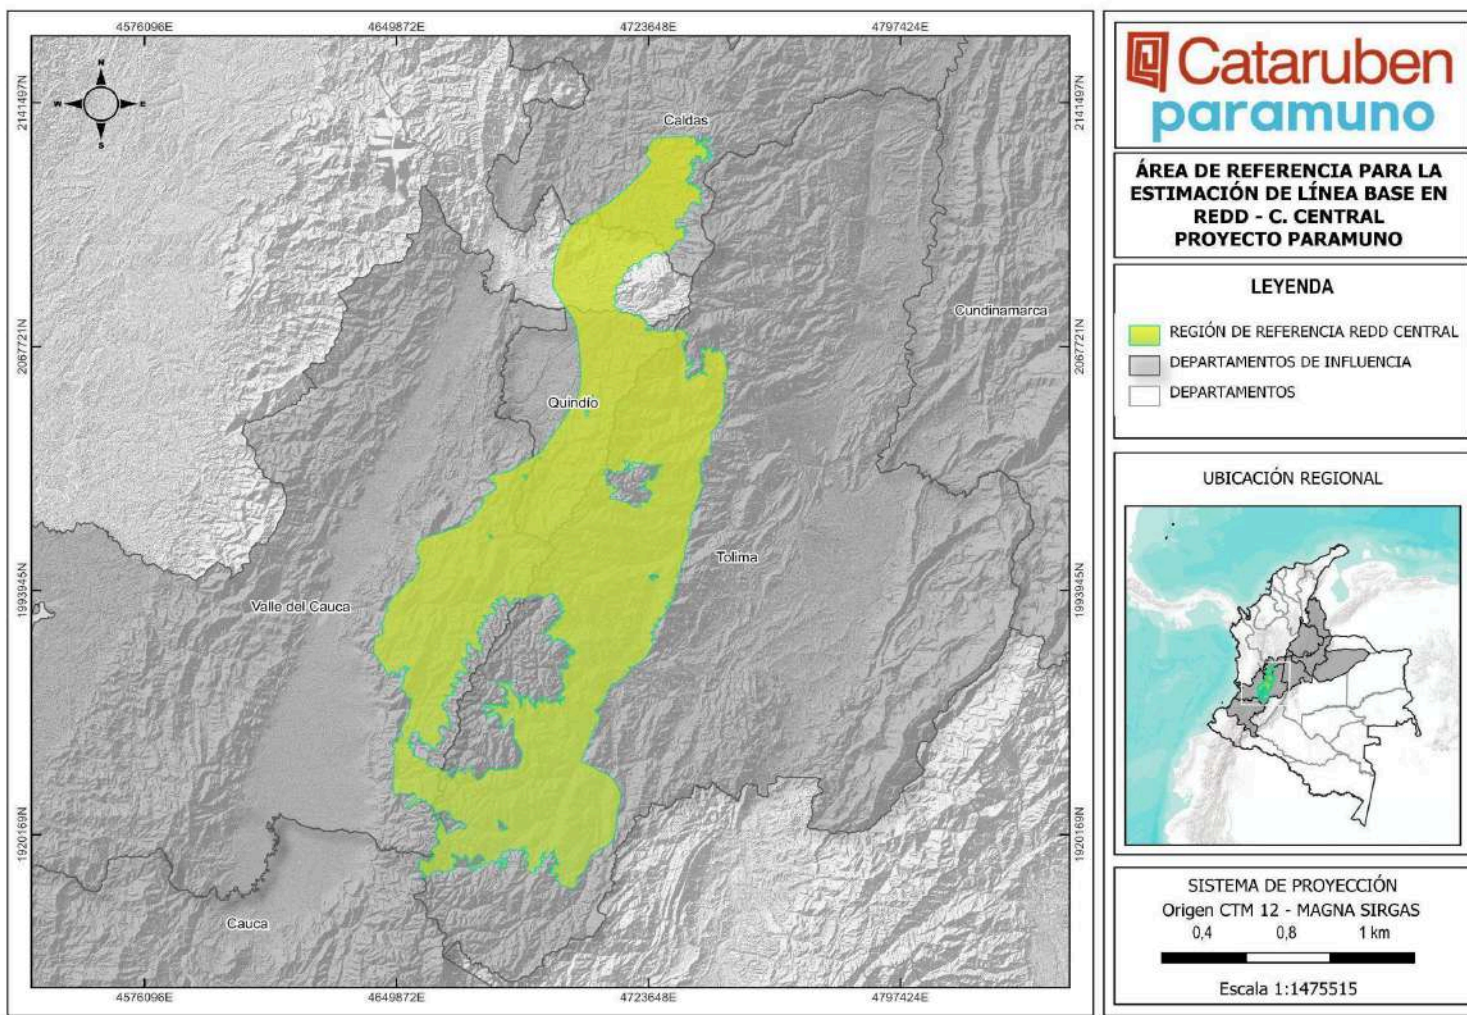 4576096E 4649872E 4723648E 4797424E
N
W E
S
2141497N 2141497N
Caldas
Cundinamarca
2067721N 2067721N
Quindío
Tolima
1993945N 1993945N
Valle del Cauca
1920169N 1920169N
Cauca
4576096E 4649872E 4723648E 4797424E
Cataruben
paramuno
ÁREA DE REFERENCIA PARA LA
ESTIMACIÓN DE LÍNEA BASE EN
REDD - C. CENTRAL
PROYECTO PARAMUNO
LEYENDA
REGIÓN DE REFERENCIA REDD CENTRAL
DEPARTAMENTOS DE INFLUENCIA
DEPARTAMENTOS
UBICACIÓN REGIONAL
SISTEMA DE PROYECCIÓN
Origen CTM 12 - MAGNA SIRGAS
0,4 0,8 1 km
Escala 1:1475515